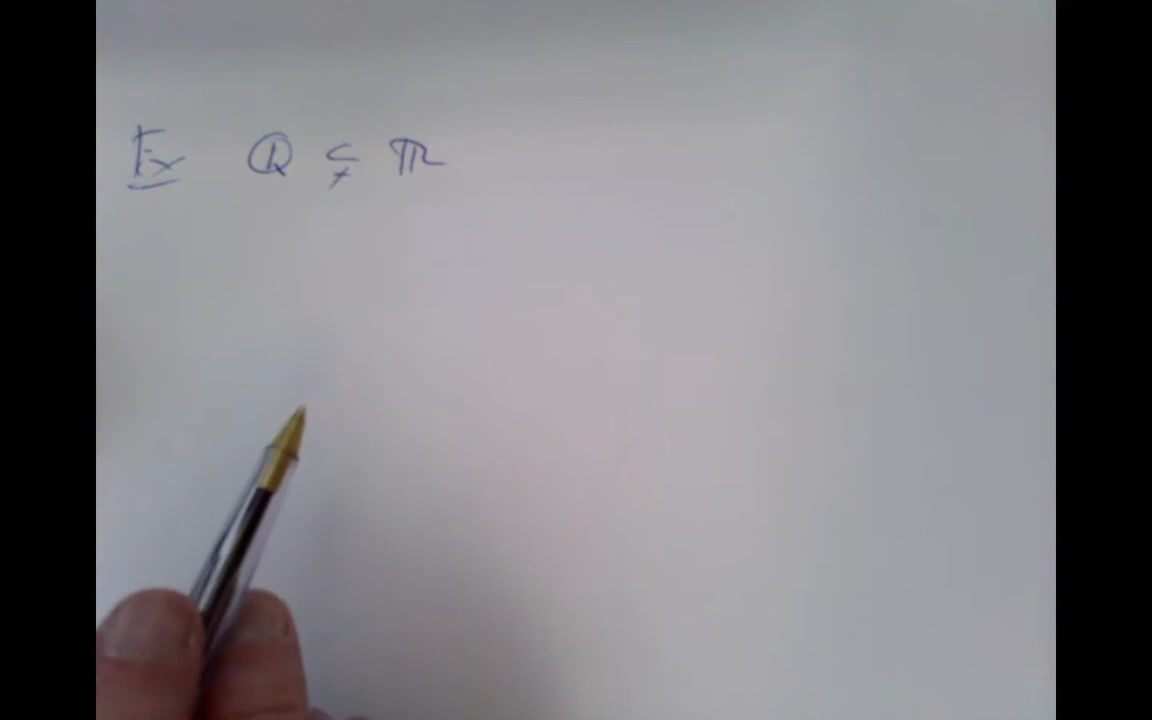 Ex ℚ ⊊ ℝ